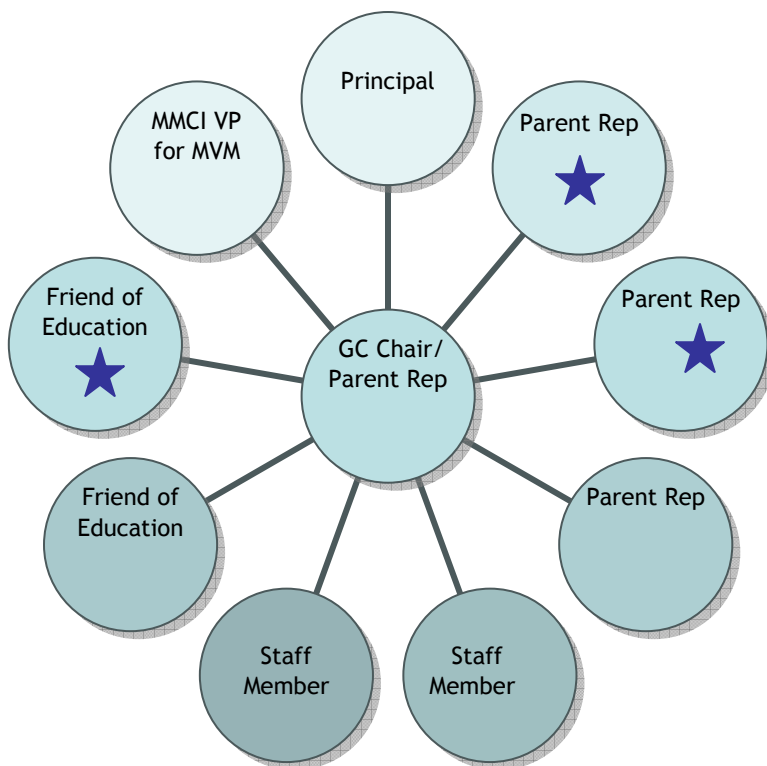 Principal
MMCI VP
for MVM
Parent Rep
Friend of
Education
Parent Rep
GC Chair/
Parent Rep
Friend of
Education
Parent Rep
Staff
Member
Staff
Member